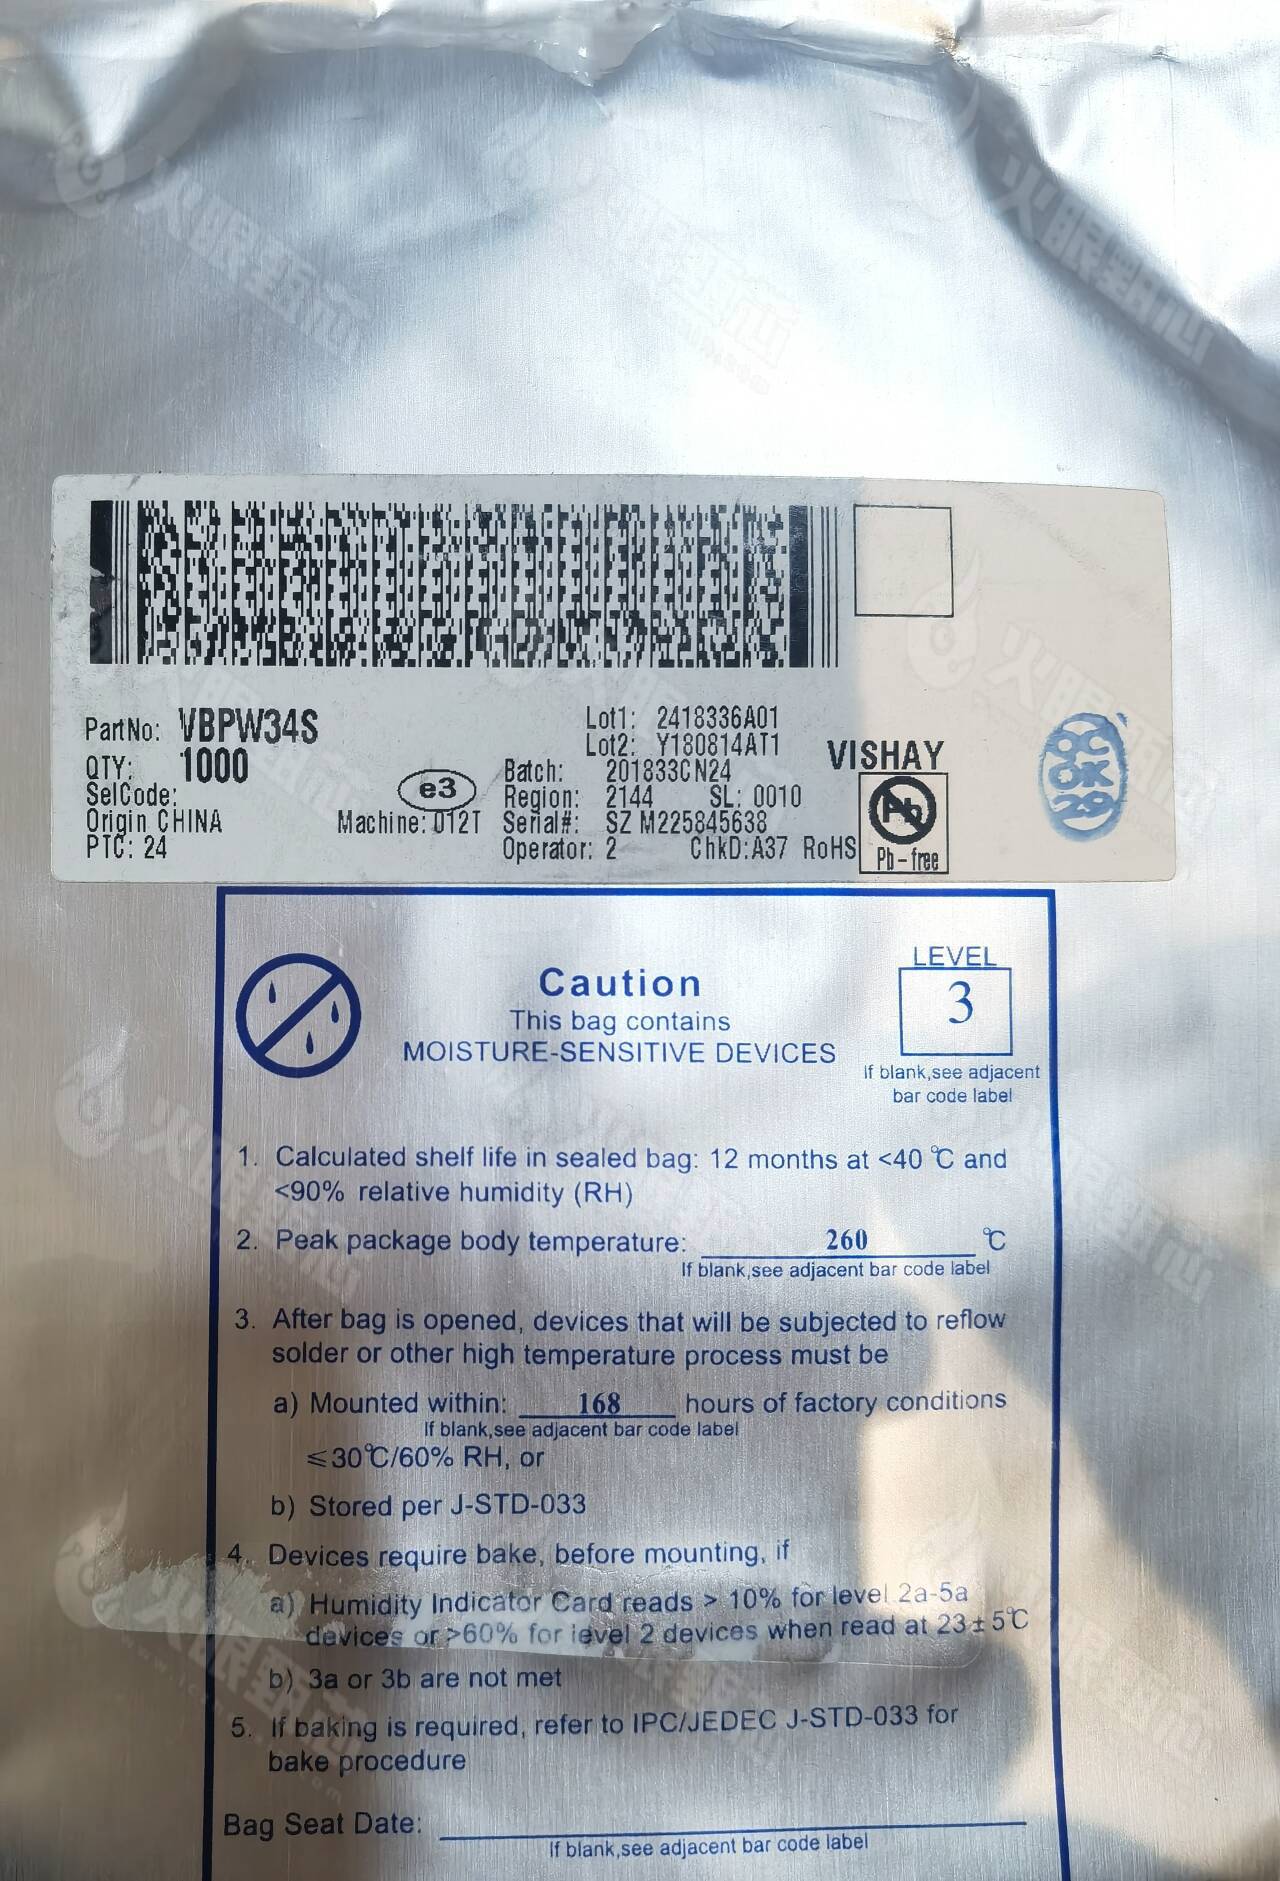 PartNo: VBPW34S
QTY: 1000
SelCode:
Origin CHINA
PTC: 24
e3
Machine: 012T
Lot1: 2418336A01
Lot2: Y180814AT1
Batch: 201833CN24
Region: 2144 SL: 0010
Serial#: SZ M225845638
Operator: 2 ChkD:A37 RoHS
VISHAY
Pb
Pb-free
QC
OK
29
Caution
This bag contains
MOISTURE-SENSITIVE DEVICES
LEVEL
3
If blank,see adjacent
bar code label
1. Calculated shelf life in sealed bag: 12 months at <40 ℃ and
<90% relative humidity (RH)
2. Peak package body temperature: 260 ℃
If blank,see adjacent bar code label
3. After bag is opened, devices that will be subjected to reflow
solder or other high temperature process must be
a) Mounted within: 168 hours of factory conditions
If blank,see adjacent bar code label
≤30℃/60% RH, or
b) Stored per J-STD-033
4. Devices require bake, before mounting, if
a) Humidity Indicator Card reads > 10% for level 2a-5a
devices or >60% for level 2 devices when read at 23±5℃
b) 3a or 3b are not met
5. If baking is required, refer to IPC/JEDEC J-STD-033 for
bake procedure
Bag Seat Date:
If blank,see adjacent bar code label
火眼甄芯